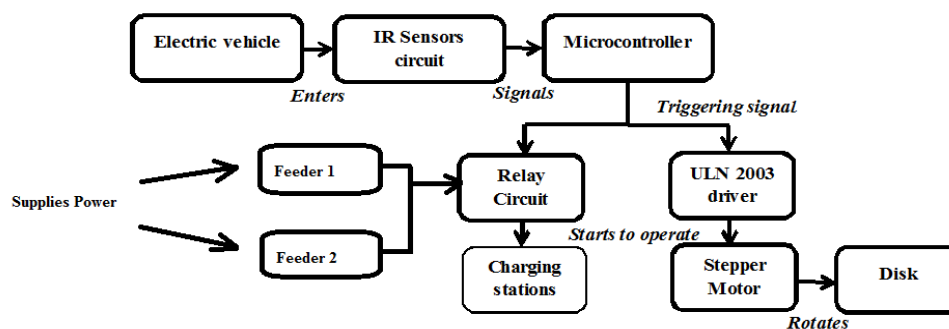 Electric vehicle
IR Sensors
circuit
Microcontroller
Enters
Signals
Triggering signal
Feeder 1
Relay
Circuit
ULN 2003
driver
Supplies Power
Feeder 2
Starts to operate
Charging
stations
Stepper
Motor
Disk
Rotates